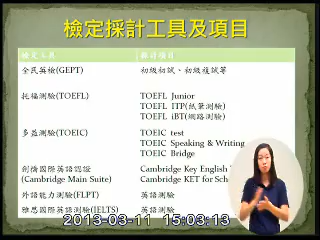 檢定採計工具及項目
檢定工具 採計項目
全民英檢(GEPT) 初級初試、初級複試等
托福測驗(TOEFL) TOEFL Junior
TOEFL ITP(紙筆測驗)
TOEFL iBT(網路測驗)
多益測驗(TOEIC) TOEIC test
TOEIC Speaking & Writing
TOEIC Bridge
劍橋國際英語認證 Cambridge Key English
(Cambridge Main Suite) Cambridge KET for Sch
外語能力測驗(FLPT) 英語測驗
雅思國際英語測驗(IELTS) 英語測驗
2013-03-11 15:03:13